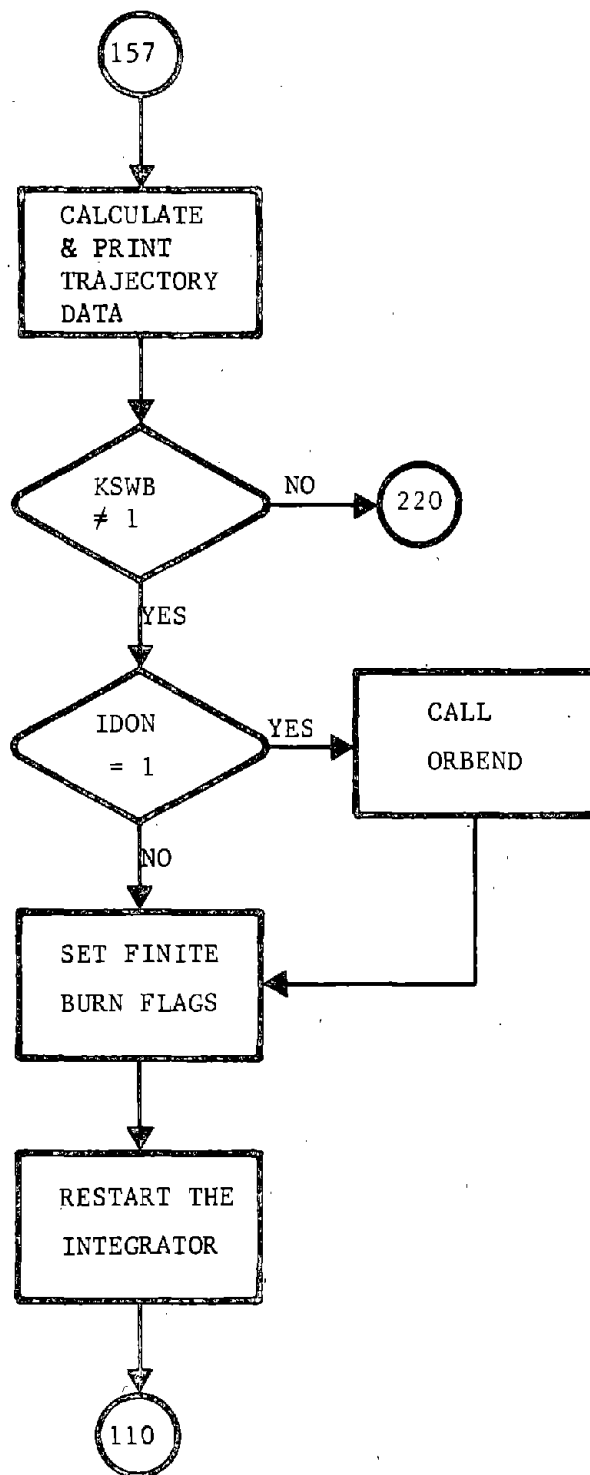 157
CALCULATE
& PRINT
TRAJECTORY
DATA
KSWB
≠ 1
NO
220
YES
IDON
= 1
YES
CALL
ORBEND
NO
SET FINITE
BURN FLAGS
RESTART THE
INTEGRATOR
110